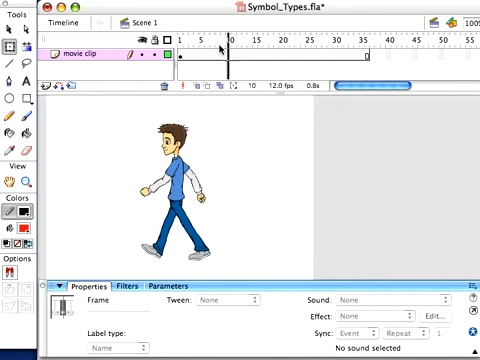 Tools
Symbol_Types.fla*
Timeline
Scene 1
100%
1 5 10 15 20 25 30 35 40 45 50 55
movie clip
10 12.0 fps 0.8s
View
Colors
Options
Properties Filters Parameters
Frame
Tween: None
Sound: None
Effect: None Edit...
Label type:
Sync: Event Repeat 1
Name
No sound selected